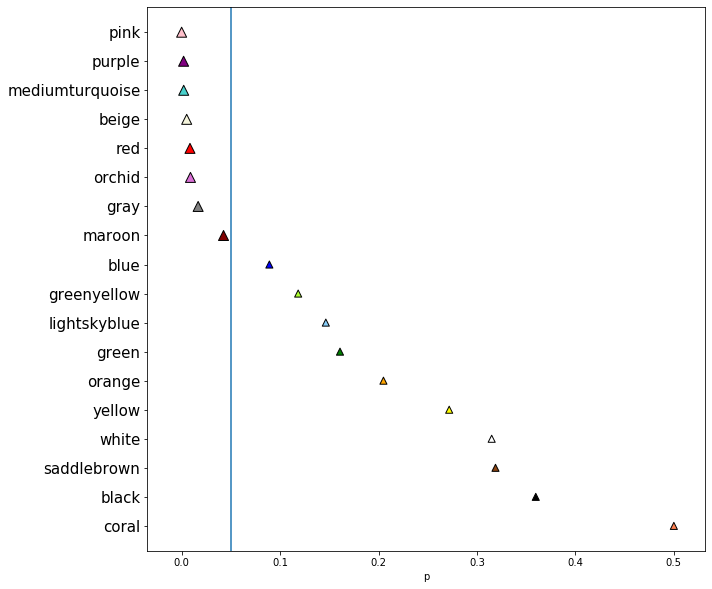 pink
purple
mediumturquoise
beige
red
orchid
gray
maroon
blue
greenyellow
lightskyblue
green
orange
yellow
white
saddlebrown
black
coral
0.0 0.1 0.2 0.3 0.4 0.5
p